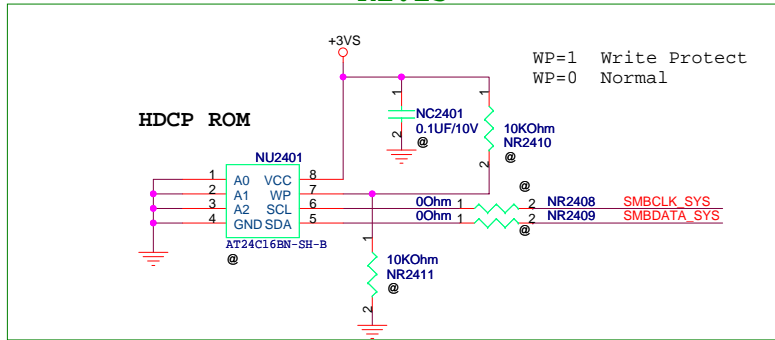 +3VS
WP=1 Write Protect
WP=0 Normal
HDCP ROM
1
NC2401
0.1UF/10V
2
@
1
10KOhm
NR2410
2
@
NU2401
1 A0 VCC 8
2 A1 WP 7
3 A2 SCL 6
4 GND SDA 5
AT24C16BN-SH-B
@
0Ohm 1 2 NR2408 SMBCLK_SYS
0Ohm 1 2 NR2409 SMBDATA_SYS
@
1
10KOhm
NR2411
@
2